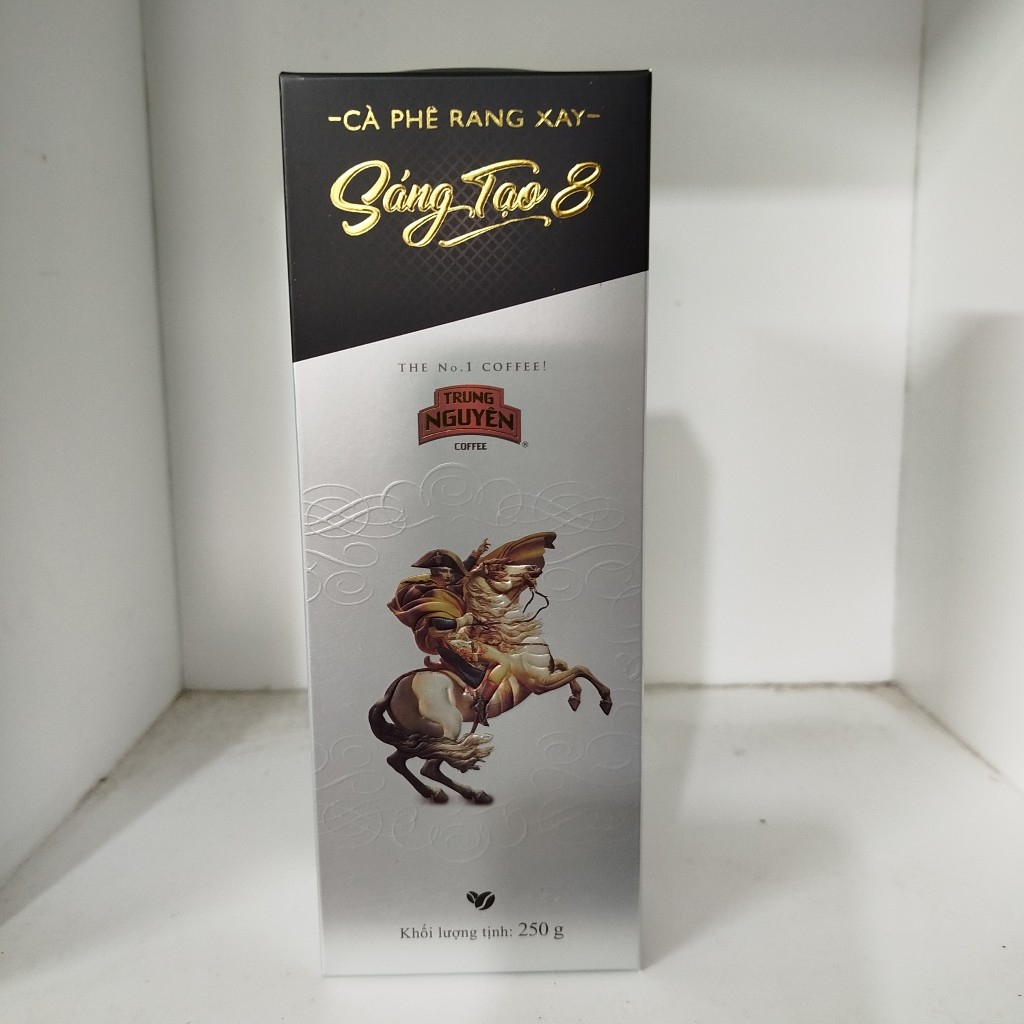 -CÀ PHÊ RANG XAY-
Sáng Tạo 8
THE No.1 COFFEE!
TRUNG
NGUYÊN
COFFEE ®
Khối lượng tịnh: 250 g